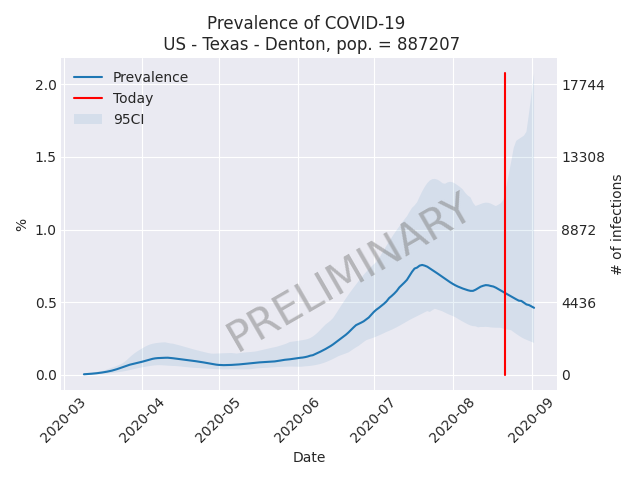 Prevalence of COVID-19
US - Texas - Denton, pop. = 887207
Prevalence
Today
95CI
PRELIMINARY
%
2.0
1.5
1.0
0.5
0.0
17744
13308
8872
4436
0
# of infections
2020-03
2020-04
2020-05
2020-06
2020-07
2020-08
2020-09
Date